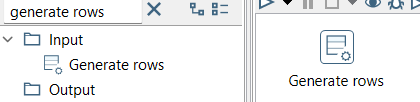 generate rows
Input
Generate rows
Output
Generate rows